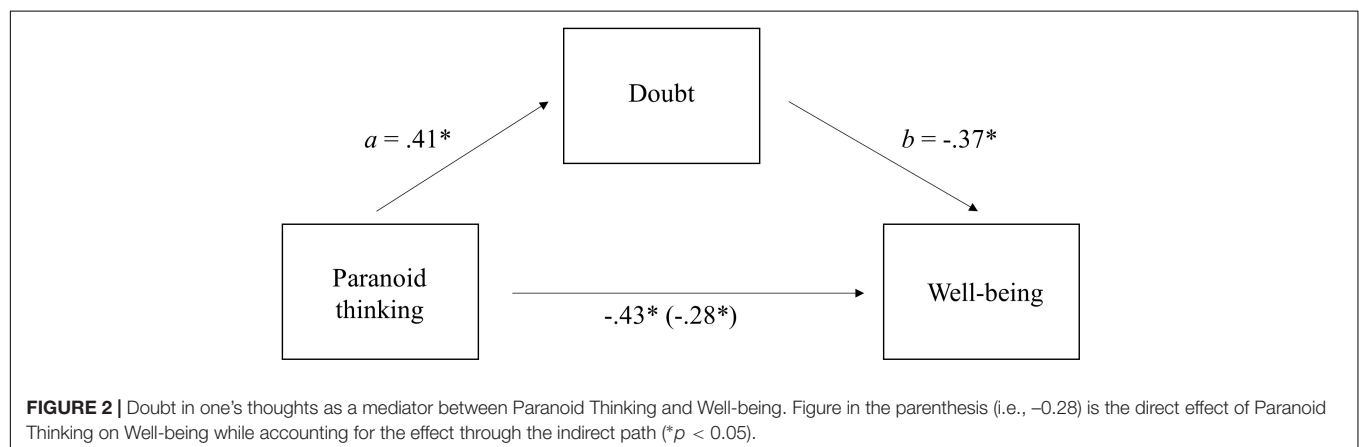 Doubt
a = .41*
b = -.37*
Paranoid
thinking
Well-being
-.43* (-.28*)
FIGURE 2 | Doubt in one's thoughts as a mediator between Paranoid Thinking and Well-being. Figure in the parenthesis (i.e., –0.28) is the direct effect of Paranoid
Thinking on Well-being while accounting for the effect through the indirect path (*p < 0.05).